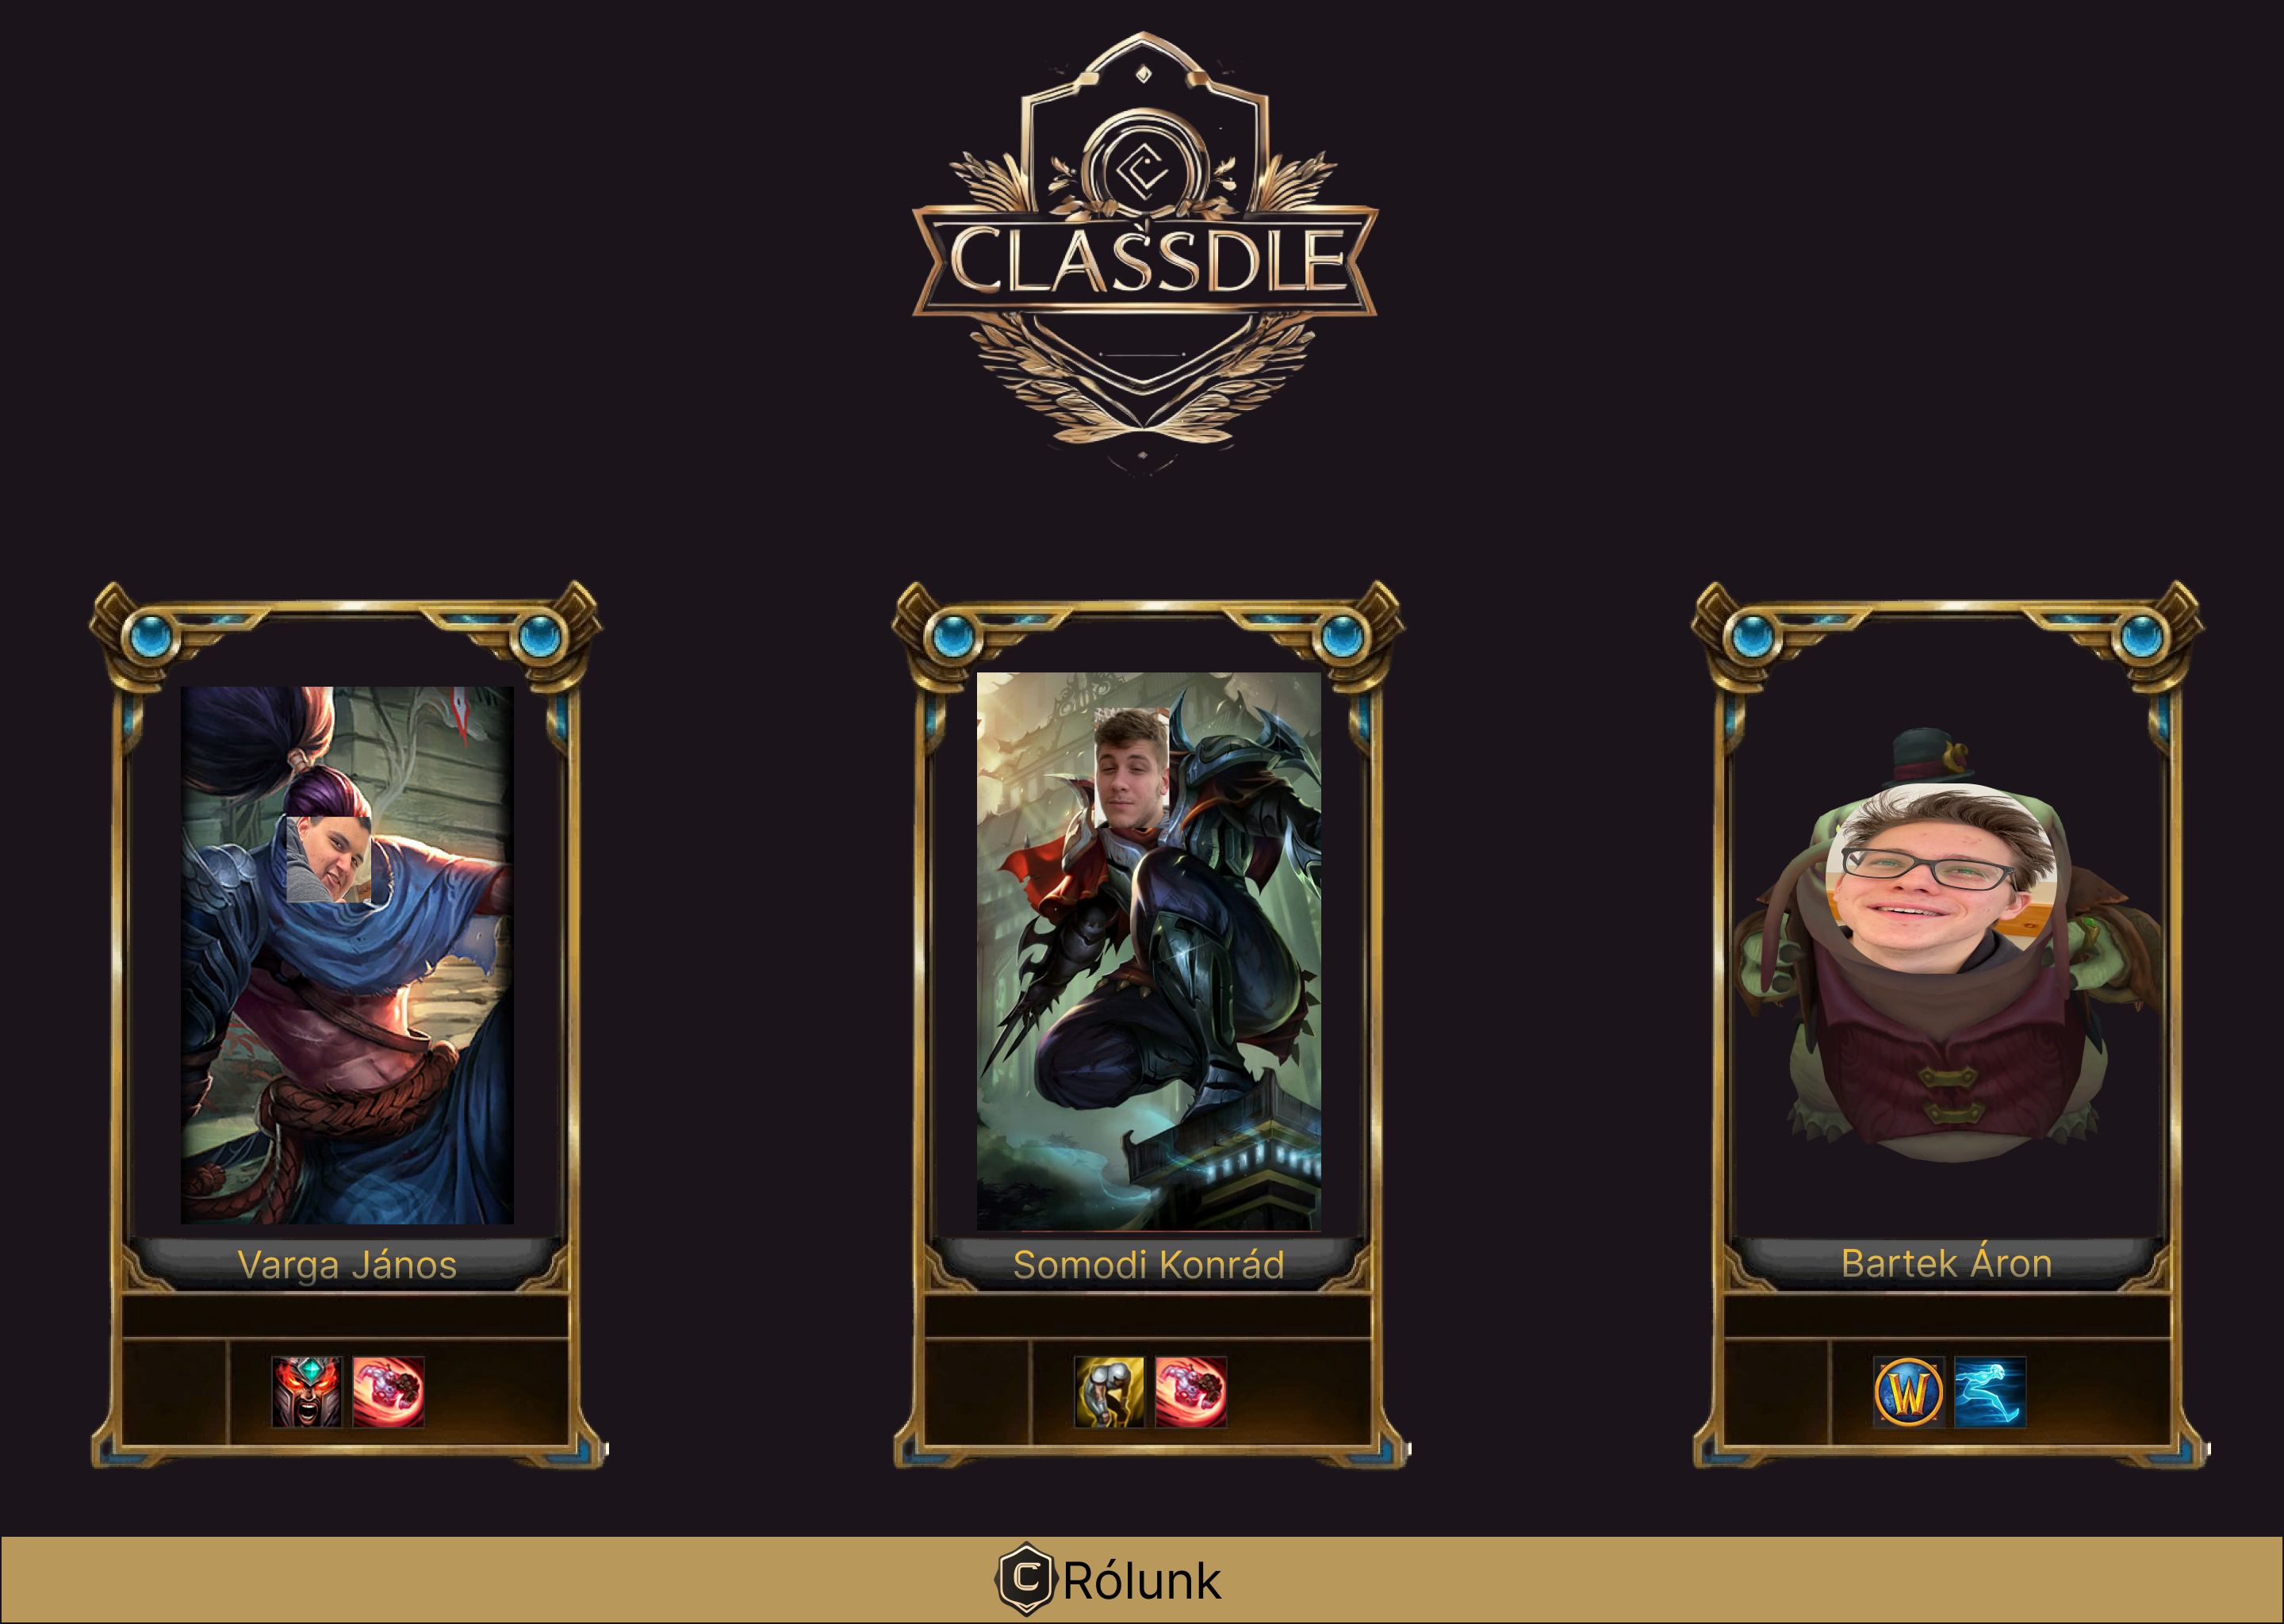 CLASSDLE
Varga János
Somodi Konrád
Bartek Áron
W
C Rólunk